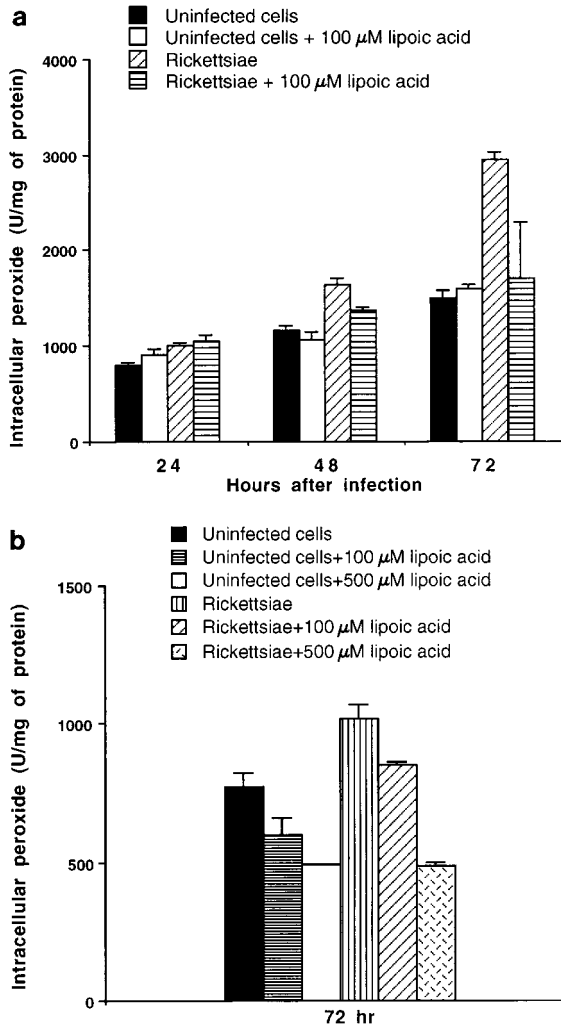 a
Uninfected cells
Uninfected cells + 100 μM lipoic acid
Rickettsiae
Rickettsiae + 100 μM lipoic acid
Intracellular peroxide (U/mg of protein)
4000
3000
2000
1000
0
24 48 72
Hours after infection
b
Uninfected cells
Uninfected cells+100 μM lipoic acid
Uninfected cells+500 μM lipoic acid
Rickettsiae
Rickettsiae+100 μM lipoic acid
Rickettsiae+500 μM lipoic acid
Intracellular peroxide (U/mg of protein)
1500
1000
500
0
72 hr